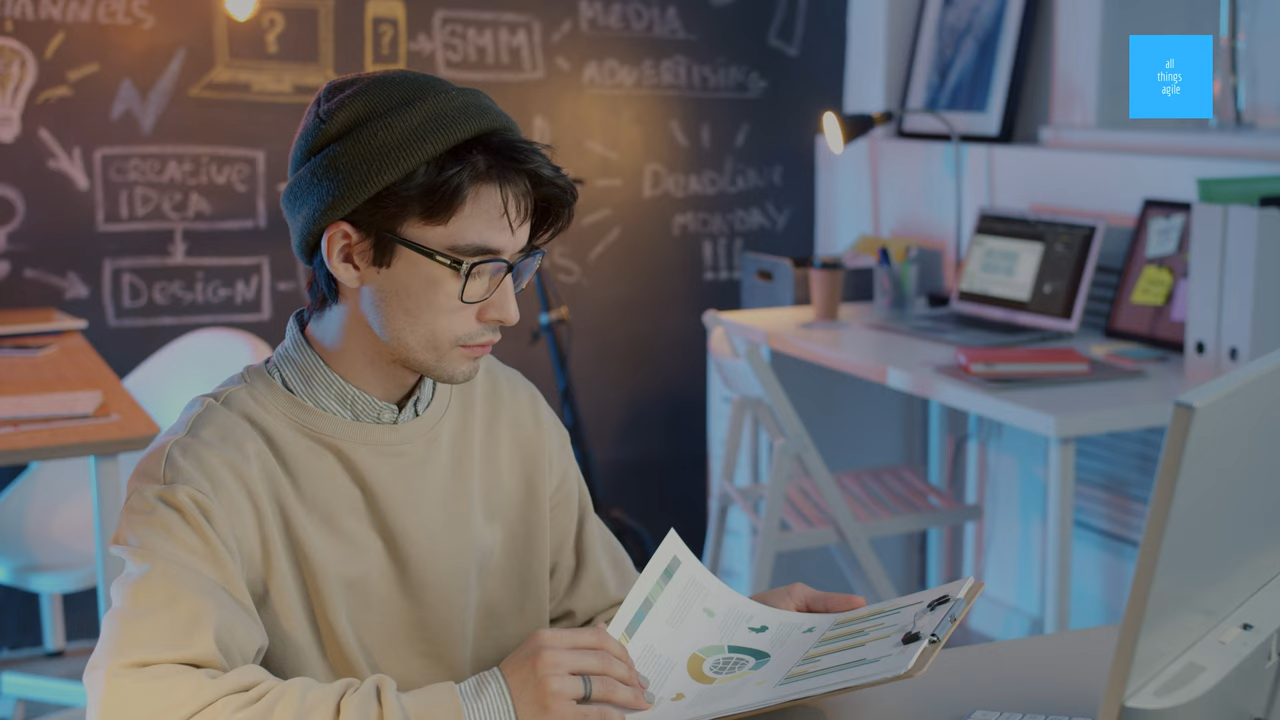 ?
?
SMM
MEDIA
ADVERTISING
CREATIVE
IDEA
DESIGN
DEADLINE
MONDAY
!!!
all
things
agile